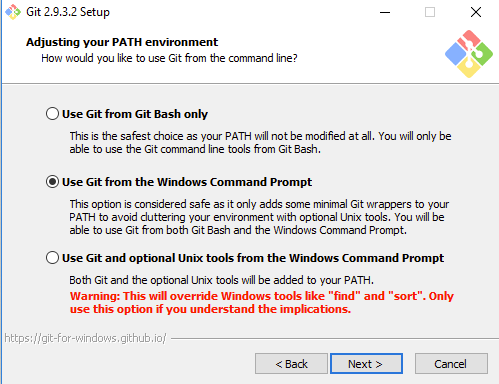 Git 2.9.3.2 Setup
Adjusting your PATH environment
How would you like to use Git from the command line?
Use Git from Git Bash only
This is the safest choice as your PATH will not be modified at all. You will only be
able to use the Git command line tools from Git Bash.
Use Git from the Windows Command Prompt
This option is considered safe as it only adds some minimal Git wrappers to your
PATH to avoid cluttering your environment with optional Unix tools. You will be
able to use Git from both Git Bash and the Windows Command Prompt.
Use Git and optional Unix tools from the Windows Command Prompt
Both Git and the optional Unix tools will be added to your PATH.
Warning: This will override Windows tools like "find" and "sort". Only
use this option if you understand the implications.
https://git-for-windows.github.io/
< Back Next > Cancel